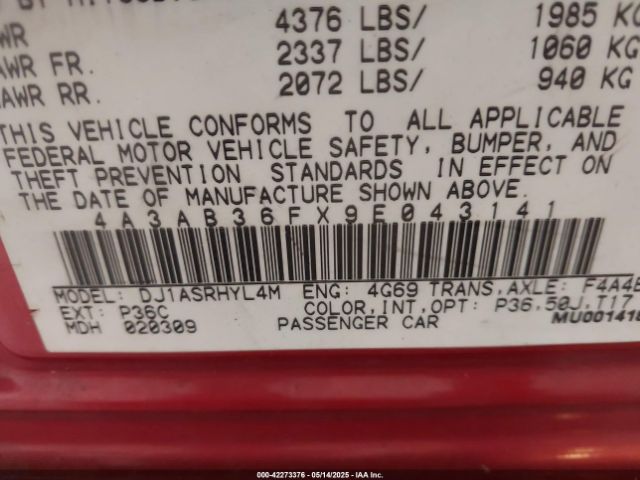 WR 4376 LBS/ 1985 KG
AWR FR. 2337 LBS/ 1060 KG
AWR RR. 2072 LBS/ 940 KG
THIS VEHICLE CONFORMS TO ALL APPLICABLE
FEDERAL MOTOR VEHICLE SAFETY, BUMPER, AND
THEFT PREVENTION STANDARDS IN EFFECT ON
THE DATE OF MANUFACTURE SHOWN ABOVE.
4A3AB36FX9E043141
MODEL: DJ1ASRHYL4M ENG: 4G69 TRANS,AXLE: F4A4
EXT: P36C COLOR,INT,OPT: P36,50J,T17
MDH 020309 PASSENGER CAR MU001418
000-42273376 - 05/14/2025 - IAA Inc.